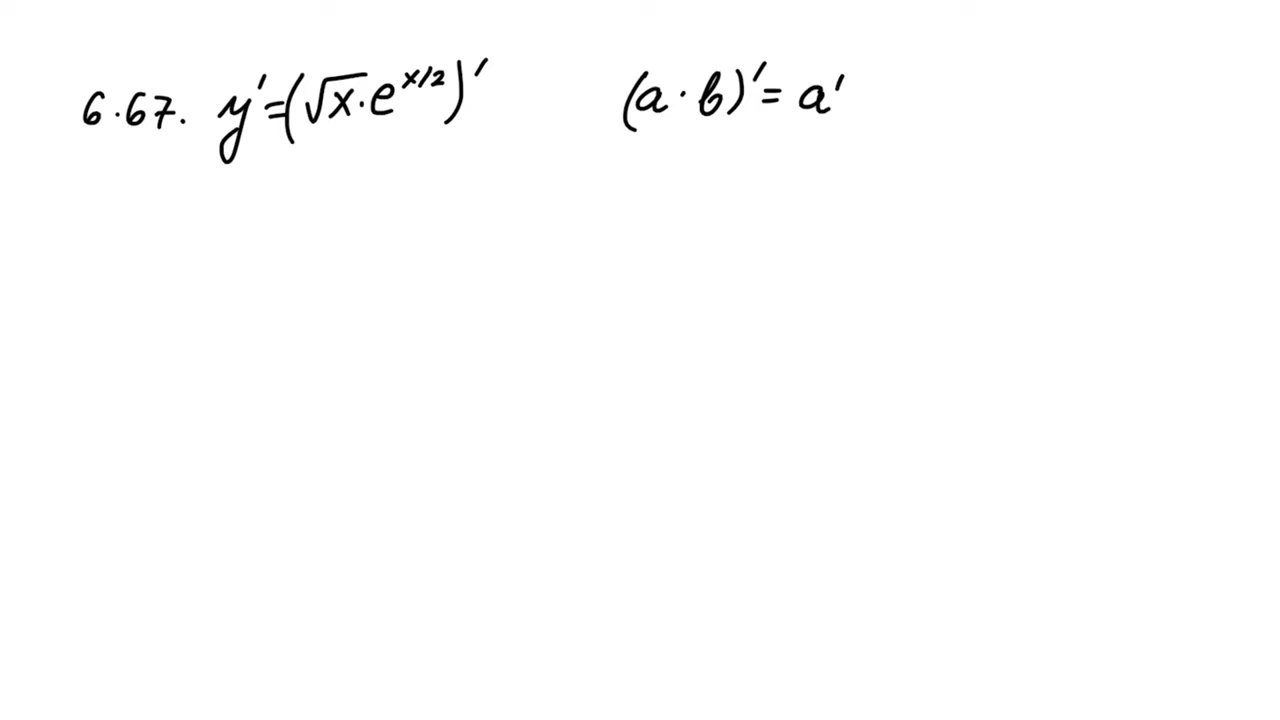 6.67. y'=(√x·e^{x/2})' (a·b)'= a'